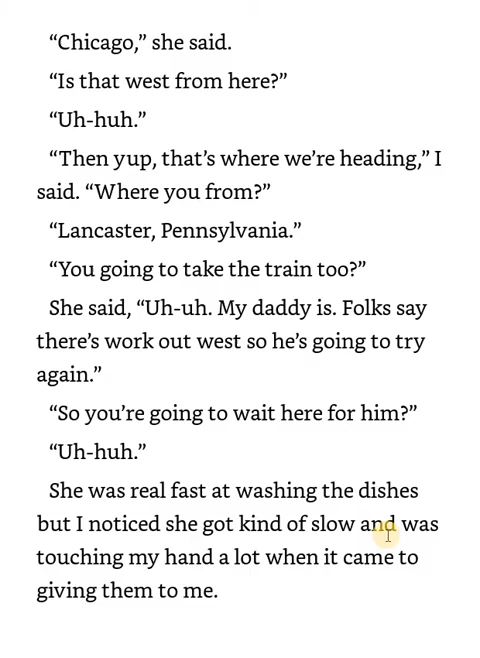 “Chicago,” she said.
“Is that west from here?”
“Uh-huh.”
“Then yup, that’s where we’re heading,” I
said. “Where you from?”
“Lancaster, Pennsylvania.”
“You going to take the train too?”
She said, “Uh-uh. My daddy is. Folks say
there’s work out west so he’s going to try
again.”
“So you’re going to wait here for him?”
“Uh-huh.”
She was real fast at washing the dishes
but I noticed she got kind of slow and was
touching my hand a lot when it came to
giving them to me.